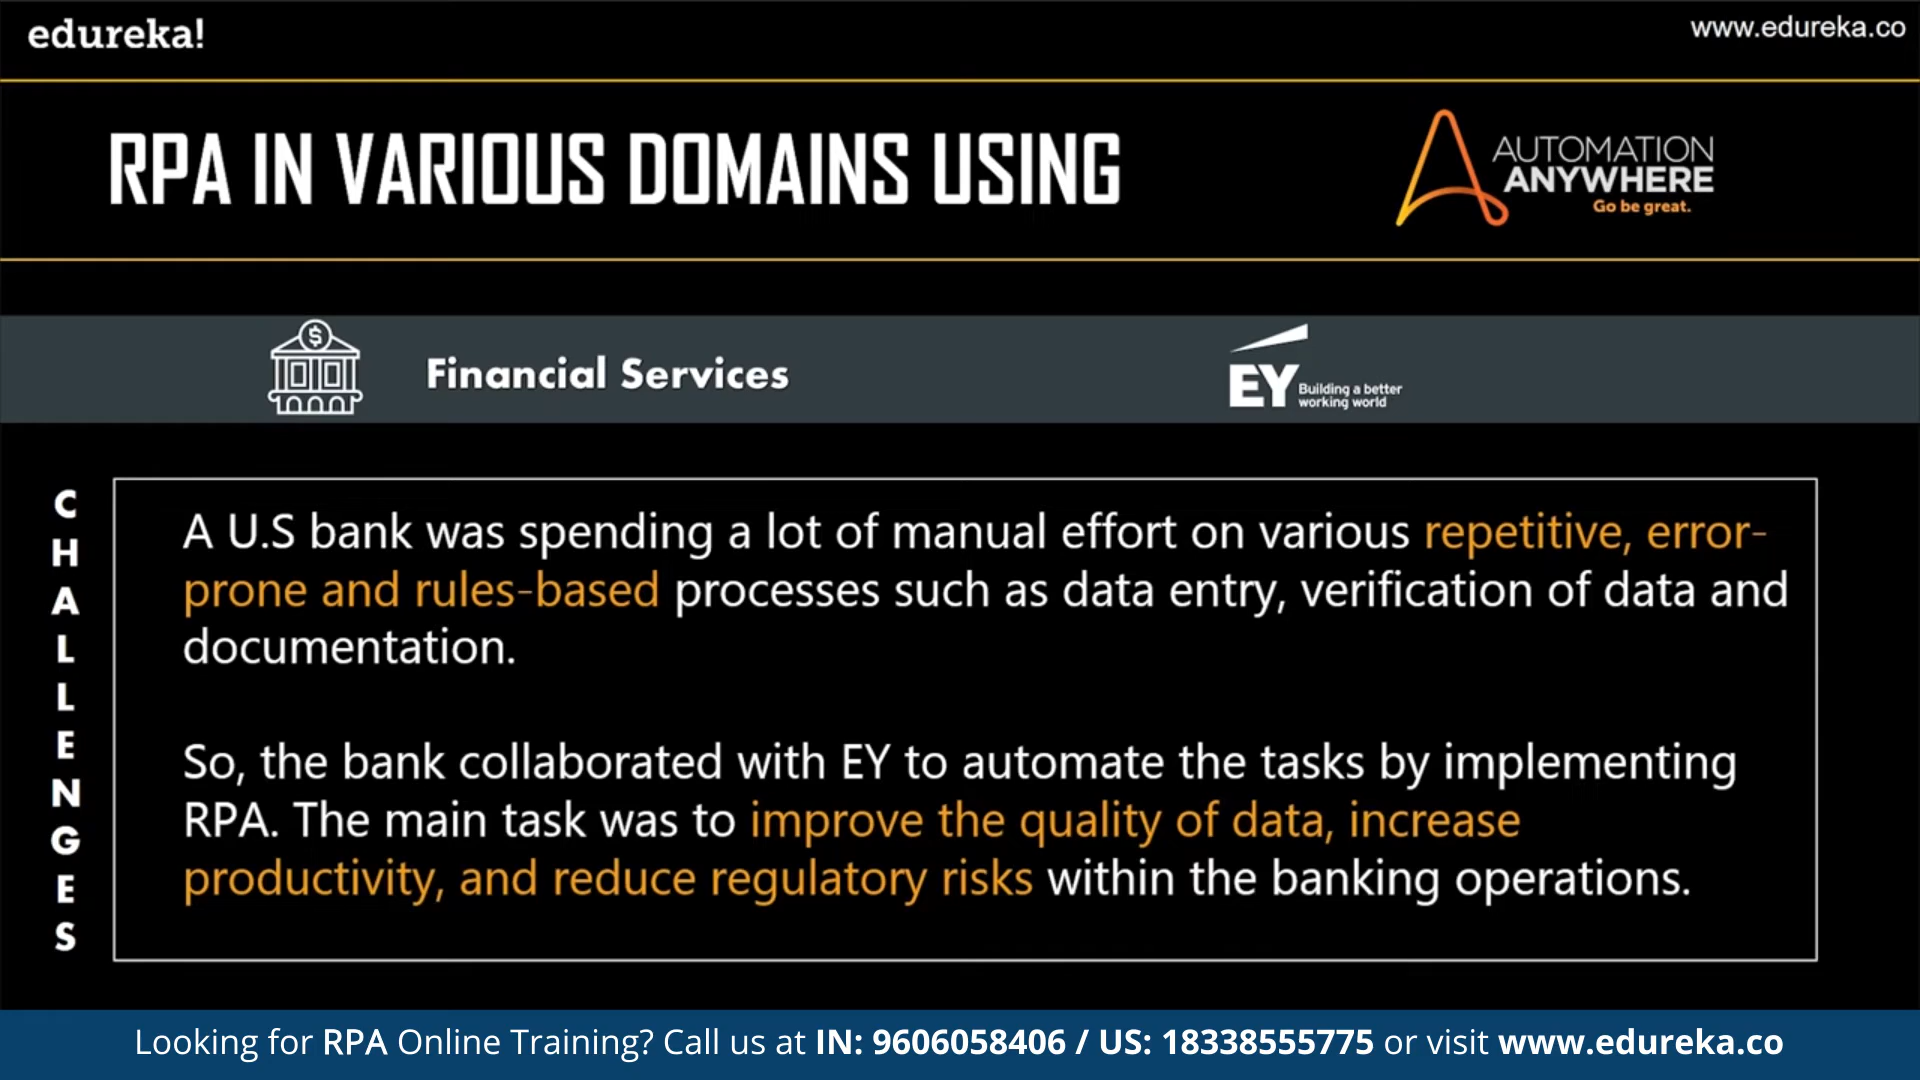 edureka!
www.edureka.co
RPA IN VARIOUS DOMAINS USING
AUTOMATION
ANYWHERE
Go be great.
$
Financial Services
EY Building a better
working world
CHALLENGES
A U.S bank was spending a lot of manual effort on various repetitive, error-
prone and rules-based processes such as data entry, verification of data and
documentation.
So, the bank collaborated with EY to automate the tasks by implementing
RPA. The main task was to improve the quality of data, increase
productivity, and reduce regulatory risks within the banking operations.
Looking for RPA Online Training? Call us at IN: 9606058406 / US: 18338555775 or visit www.edureka.co